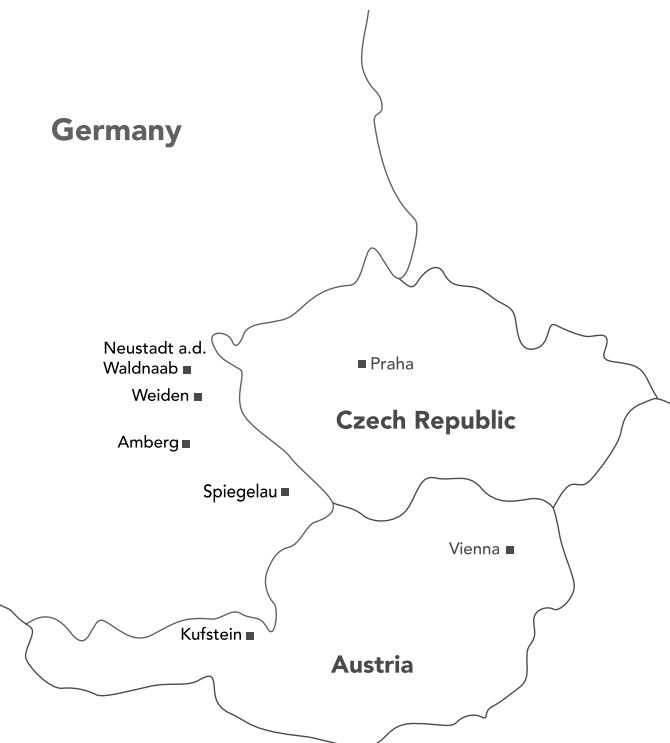 Germany
Neustadt a.d.
Waldnaab
Praha
Weiden
Czech Republic
Amberg
Spiegelau
Vienna
Kufstein
Austria